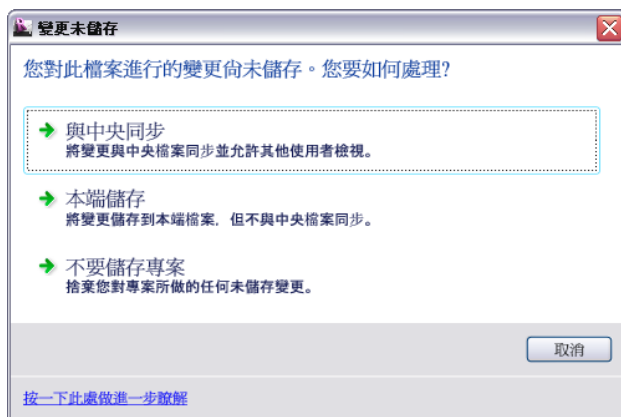 變更未儲存
您對此檔案進行的變更尚未儲存。您要如何處理?
與中央同步
將變更與中央檔案同步並允許其他使用者檢視。
本端儲存
將變更儲存到本端檔案，但不與中央檔案同步。
不要儲存專案
捨棄您對專案所做的任何未儲存變更。
取消
按一下此處做進一步瞭解